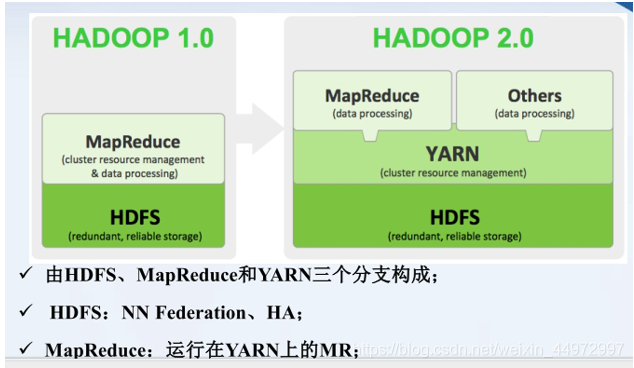 HADOOP 1.0
HADOOP 2.0
MapReduce
(cluster resource management
& data processing)
HDFS
(redundant, reliable storage)
MapReduce
(data processing)
Others
(data processing)
YARN
(cluster resource management)
HDFS
(redundant, reliable storage)
✓ 由HDFS、MapReduce和YARN三个分支构成；
✓ HDFS：NN Federation、HA；
✓ MapReduce：运行在YARN上的MR；
https://blog.csdn.net/weixin_44972997